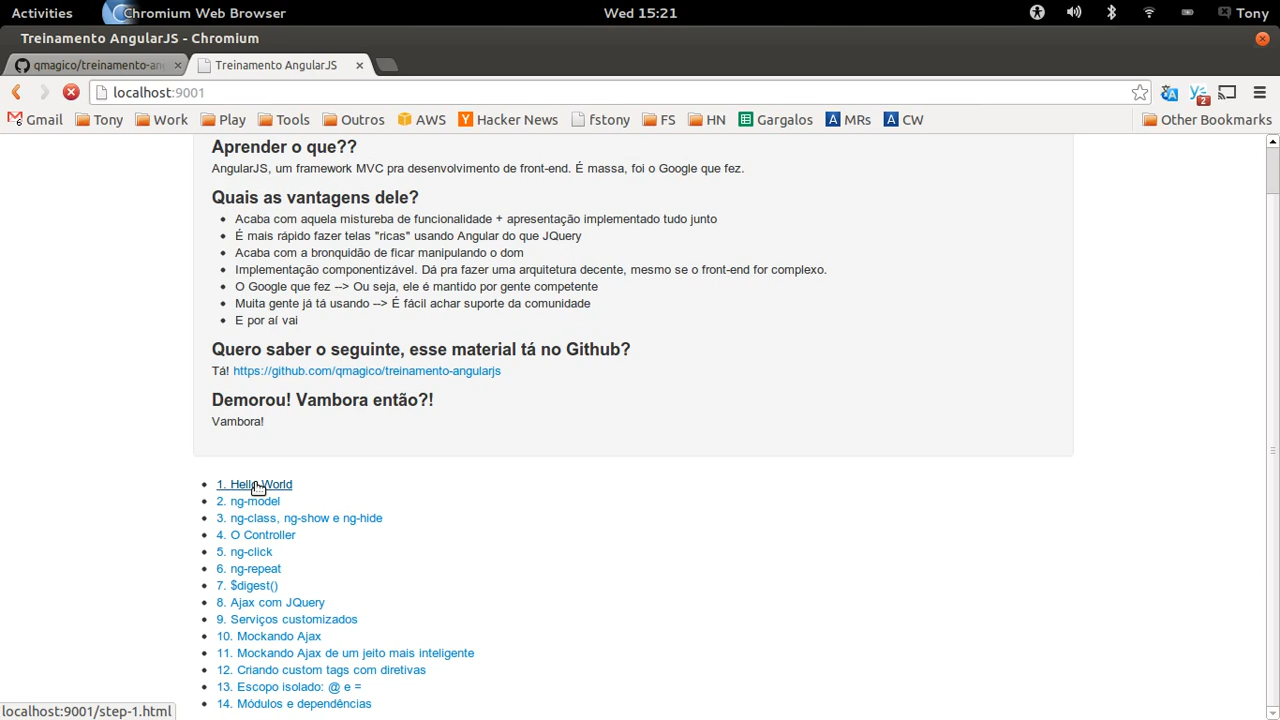 Activities Chromium Web Browser Wed 15:21 Tony
Treinamento AngularJS - Chromium
qmagico/treinamento-an Treinamento AngularJS
localhost:9001
Gmail Tony Work Play Tools Outros AWS Hacker News fstony FS HN Gargalos MRs CW Other Bookmarks
Aprender o que??
AngularJS, um framework MVC pra desenvolvimento de front-end. É massa, foi o Google que fez.
Quais as vantagens dele?
Acaba com aquela mistureba de funcionalidade + apresentação implementado tudo junto
É mais rápido fazer telas "ricas" usando Angular do que JQuery
Acaba com a bronquidão de ficar manipulando o dom
Implementação componentizável. Dá pra fazer uma arquitetura decente, mesmo se o front-end for complexo.
O Google que fez --> Ou seja, ele é mantido por gente competente
Muita gente já tá usando --> É fácil achar suporte da comunidade
E por aí vai
Quero saber o seguinte, esse material tá no Github?
Tá! https://github.com/qmagico/treinamento-angularjs
Demorou! Vambora então?!
Vambora!
1. Hello World
2. ng-model
3. ng-class, ng-show e ng-hide
4. O Controller
5. ng-click
6. ng-repeat
7. $digest()
8. Ajax com JQuery
9. Serviços customizados
10. Mockando Ajax
11. Mockando Ajax de um jeito mais inteligente
12. Criando custom tags com diretivas
13. Escopo isolado: @ e =
14. Módulos e dependências
localhost:9001/step-1.html